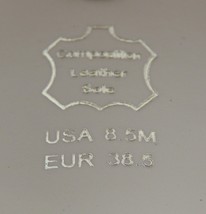 Composition
Leather
Sole
USA 8.5M
EUR 38.5